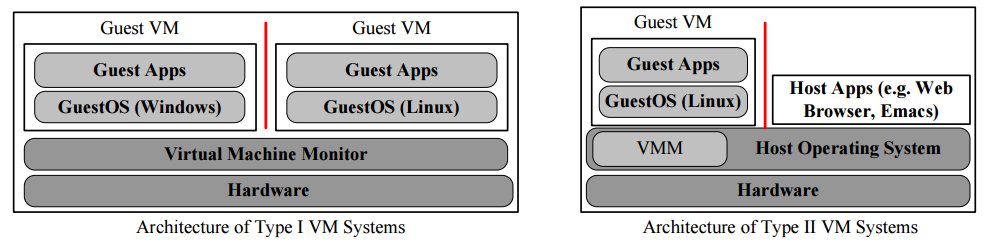 Guest VM
Guest VM
Guest Apps
Guest Apps
GuestOS (Windows)
GuestOS (Linux)
Virtual Machine Monitor
Hardware
Architecture of Type I VM Systems
Guest VM
Guest Apps
GuestOS (Linux)
Host Apps (e.g. Web
Browser, Emacs)
VMM
Host Operating System
Hardware
Architecture of Type II VM Systems